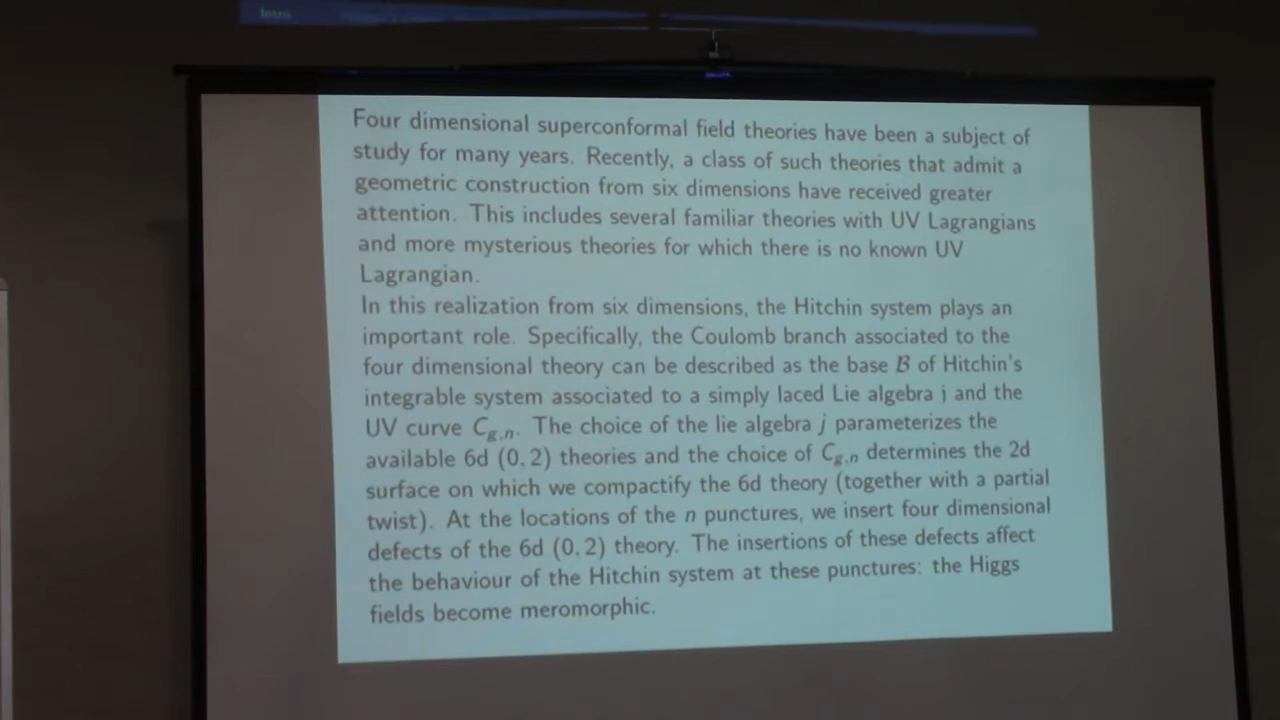 Intro
Four dimensional superconformal field theories have been a subject of
study for many years. Recently, a class of such theories that admit a
geometric construction from six dimensions have received greater
attention. This includes several familiar theories with UV Lagrangians
and more mysterious theories for which there is no known UV
Lagrangian.
In this realization from six dimensions, the Hitchin system plays an
important role. Specifically, the Coulomb branch associated to the
four dimensional theory can be described as the base ℬ of Hitchin's
integrable system associated to a simply laced Lie algebra j and the
UV curve C_{g,n}. The choice of the lie algebra j parameterizes the
available 6d (0, 2) theories and the choice of C_{g,n} determines the 2d
surface on which we compactify the 6d theory (together with a partial
twist). At the locations of the n punctures, we insert four dimensional
defects of the 6d (0, 2) theory. The insertions of these defects affect
the behaviour of the Hitchin system at these punctures: the Higgs
fields become meromorphic.